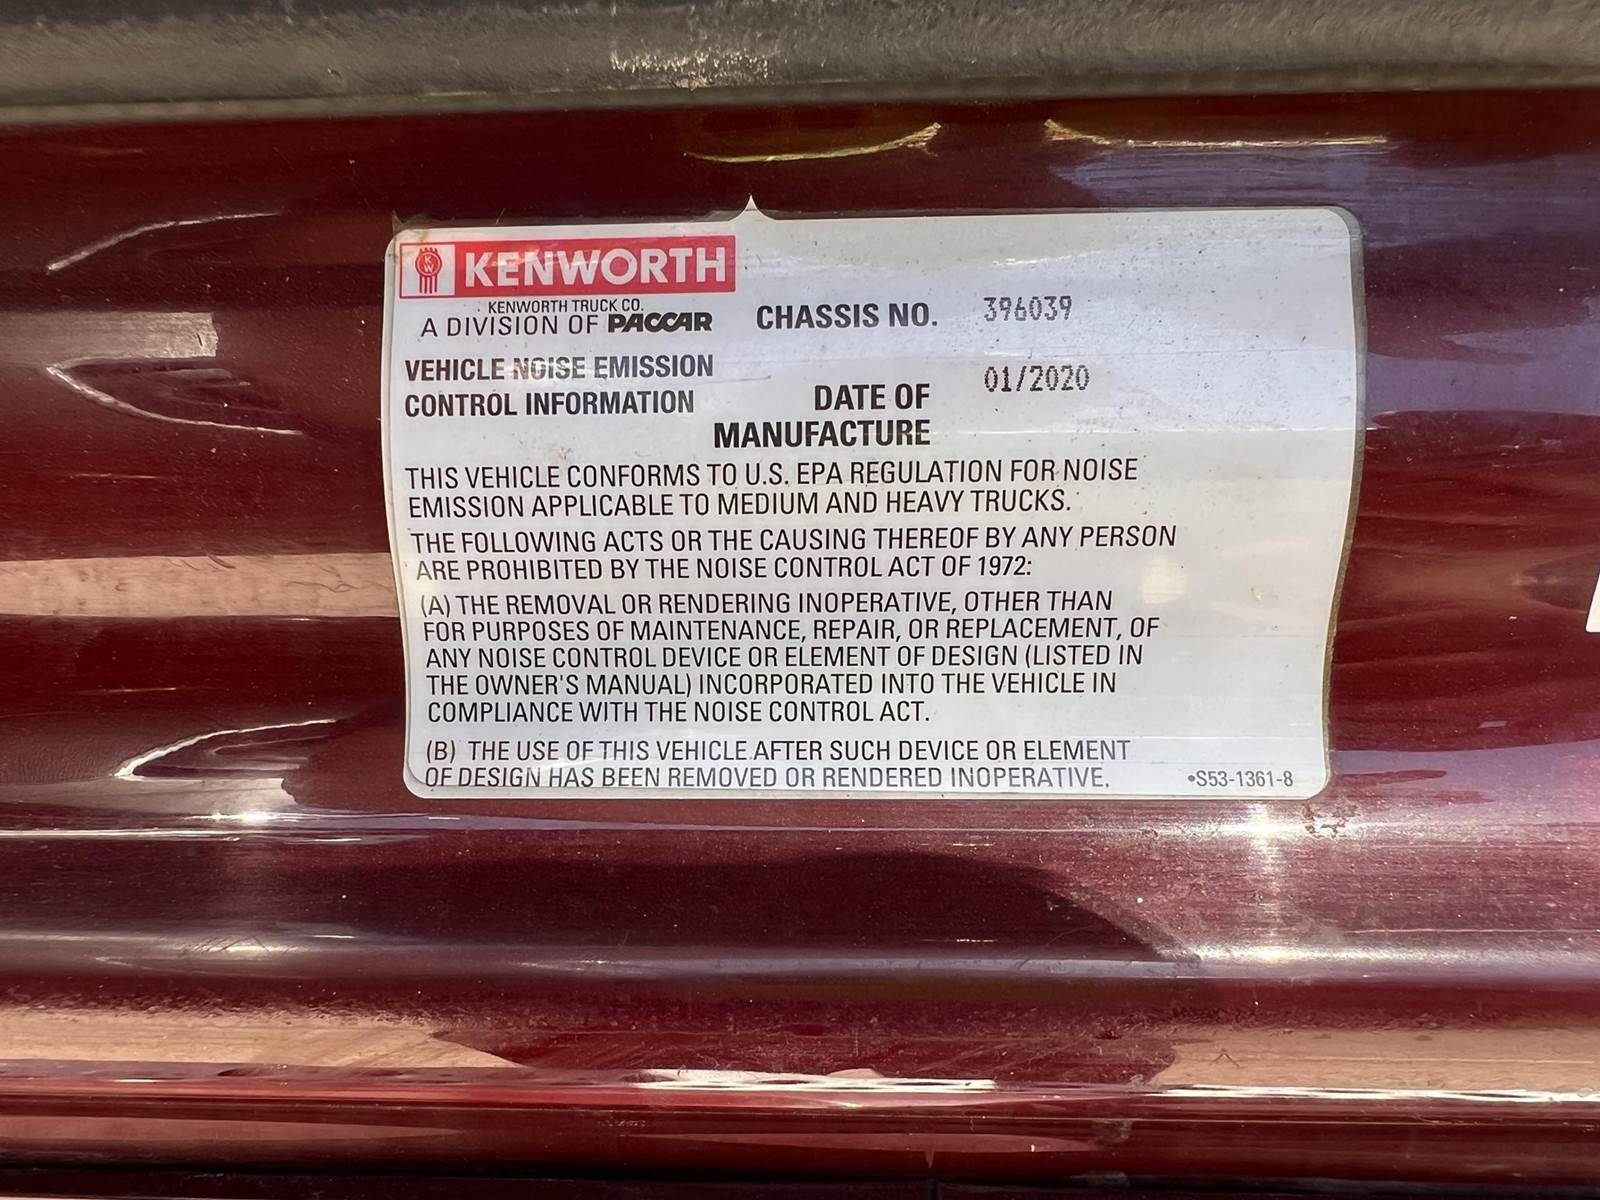 KW KENWORTH
KENWORTH TRUCK CO.
A DIVISION OF PACCAR
CHASSIS NO. 396039
VEHICLE NOISE EMISSION
CONTROL INFORMATION
DATE OF
MANUFACTURE
01/2020
THIS VEHICLE CONFORMS TO U.S. EPA REGULATION FOR NOISE
EMISSION APPLICABLE TO MEDIUM AND HEAVY TRUCKS.
THE FOLLOWING ACTS OR THE CAUSING THEREOF BY ANY PERSON
ARE PROHIBITED BY THE NOISE CONTROL ACT OF 1972:
(A) THE REMOVAL OR RENDERING INOPERATIVE, OTHER THAN
FOR PURPOSES OF MAINTENANCE, REPAIR, OR REPLACEMENT, OF
ANY NOISE CONTROL DEVICE OR ELEMENT OF DESIGN (LISTED IN
THE OWNER'S MANUAL) INCORPORATED INTO THE VEHICLE IN
COMPLIANCE WITH THE NOISE CONTROL ACT.
(B) THE USE OF THIS VEHICLE AFTER SUCH DEVICE OR ELEMENT
OF DESIGN HAS BEEN REMOVED OR RENDERED INOPERATIVE.
•S53-1361-8